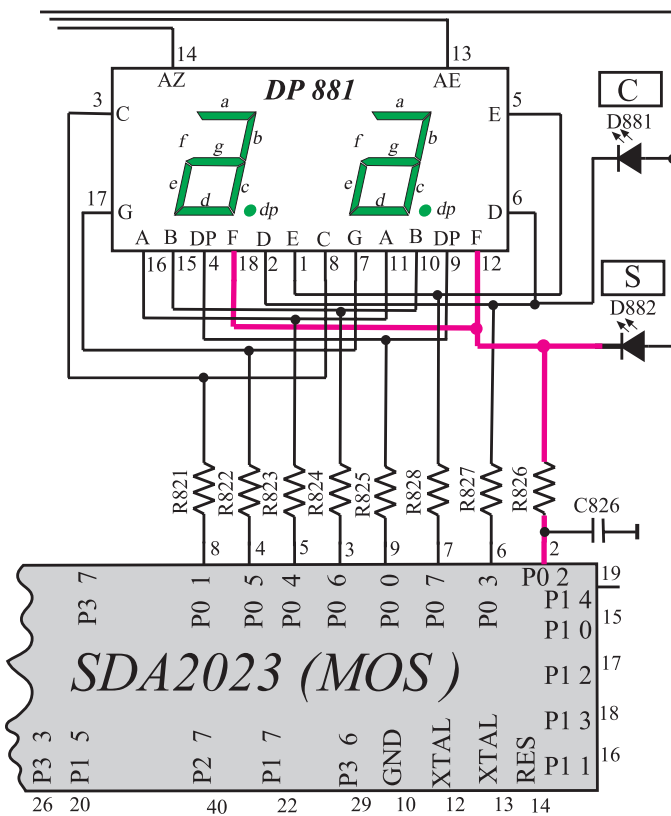 14 13
AZ DP 881 AE
C
3 C a a E 5 D881
f b f b
g g
e c e c
17 G d dp d dp D 6
A B DP F D E C G A B DP F
16 15 4 18 2 1 8 7 11 10 9 12
S
D882
R821 R822 R823 R824 R825 R828 R827 R826
C826
8 4 5 3 9 7 6 2
P3 7 P0 1 P0 5 P0 4 P0 6 P0 0 P0 7 P0 3 P0 2 19
P1 4
15
P1 0
SDA2023 (MOS )
17
P1 2
18
P1 3
16
P1 1
P3 3 P1 5 P2 7 P1 7 P3 6 GND XTAL XTAL RES
26 20 40 22 29 10 12 13 14